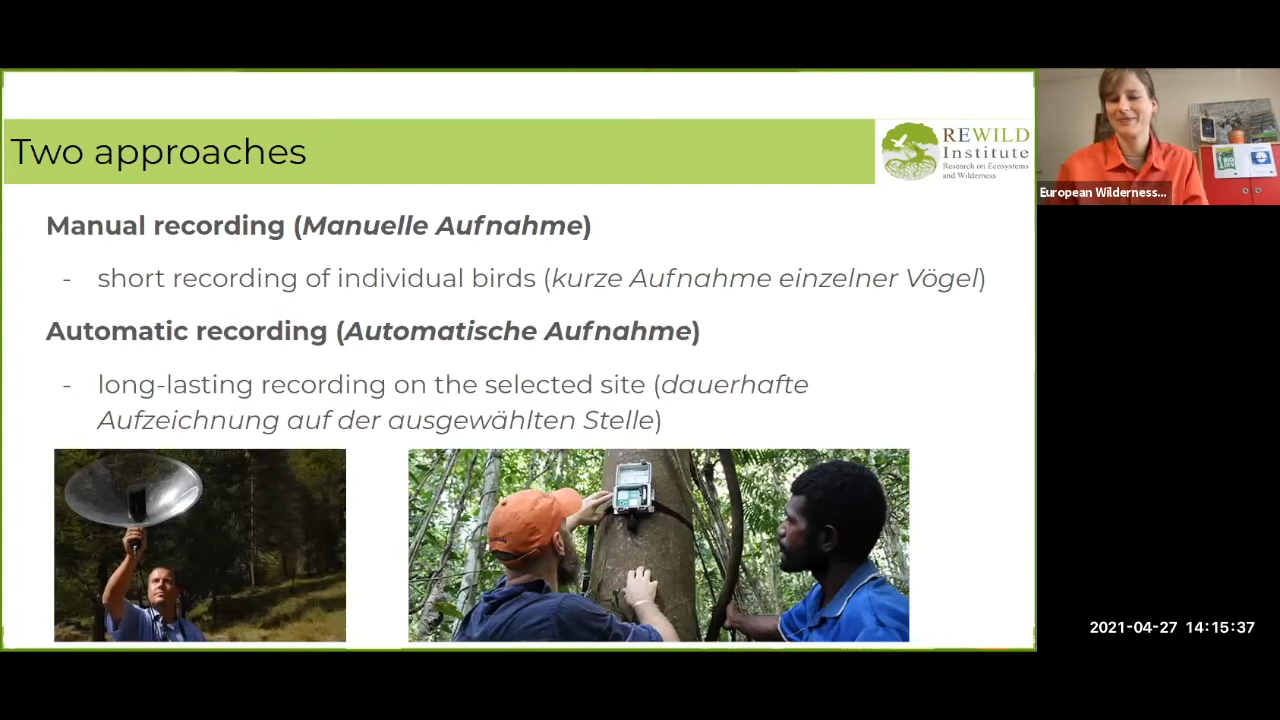 Two approaches
REWILD
Institute
Research on Ecosystems
and Wilderness
Manual recording (Manuelle Aufnahme)
- short recording of individual birds (kurze Aufnahme einzelner Vögel)
Automatic recording (Automatische Aufnahme)
- long-lasting recording on the selected site (dauerhafte
Aufzeichnung auf der ausgewählten Stelle)
European Wilderness...
2021-04-27 14:15:37